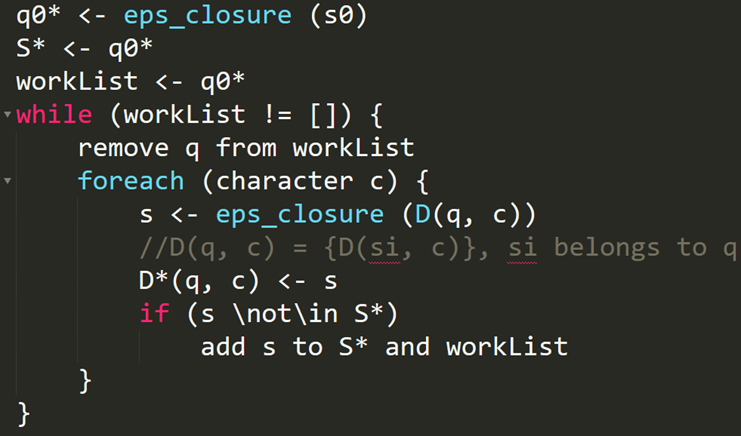 q0* <- eps_closure (s0)
S* <- q0*
workList <- q0*
while (workList != []) {
    remove q from workList
    foreach (character c) {
        s <- eps_closure (D(q, c))
        //D(q, c) = {D(si, c)}, si belongs to q
        D*(q, c) <- s
        if (s \not\in S*)
            add s to S* and workList
    }
}